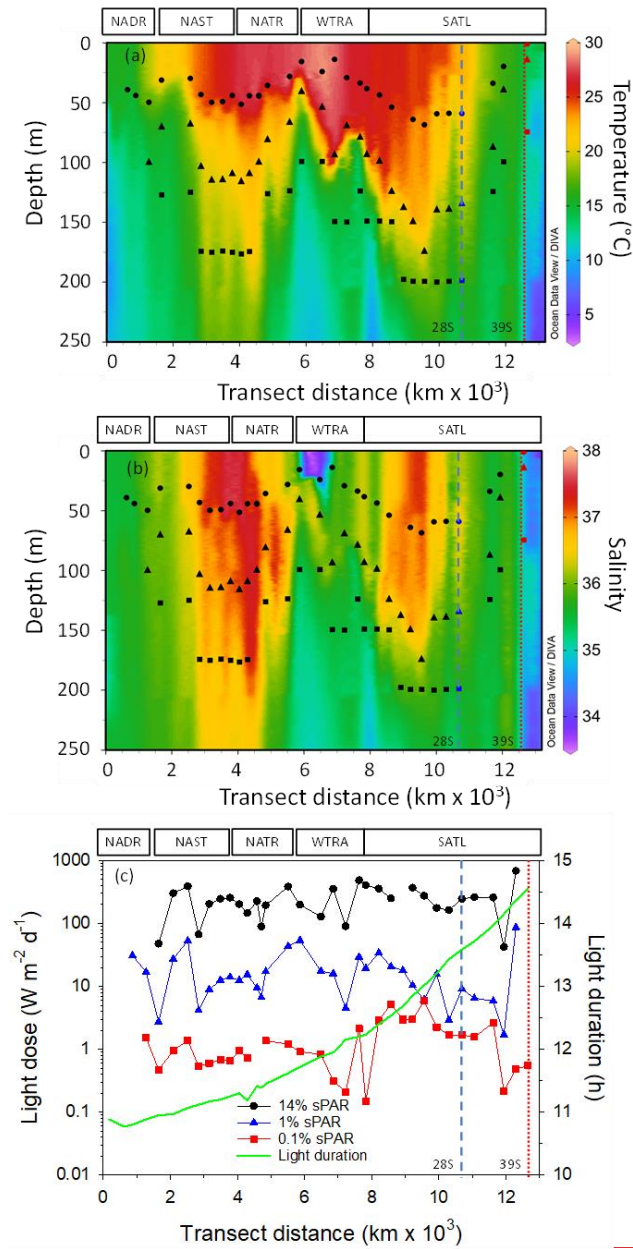 NADR NAST NATR WTRA SATL
(a)
0
50
100
150
200
250
Depth (m)
30
25
20
15
10
5
Temperature (°C)
Ocean Data View / DIVA
28S 39S
0 2 4 6 8 10 12
Transect distance (km x 10³)
NADR NAST NATR WTRA SATL
(b)
0
50
100
150
200
250
Depth (m)
38
37
36
35
34
Salinity
Ocean Data View / DIVA
28S 39S
0 2 4 6 8 10 12
Transect distance (km x 10³)
NADR NAST NATR WTRA SATL
(c)
1000
100
10
1
0.1
0.01
Light dose (W m⁻² d⁻¹)
15
14
13
12
11
10
Light duration (h)
14% sPAR
1% sPAR
0.1% sPAR
Light duration
28S 39S
0 2 4 6 8 10 12
Transect distance (km x 10³)